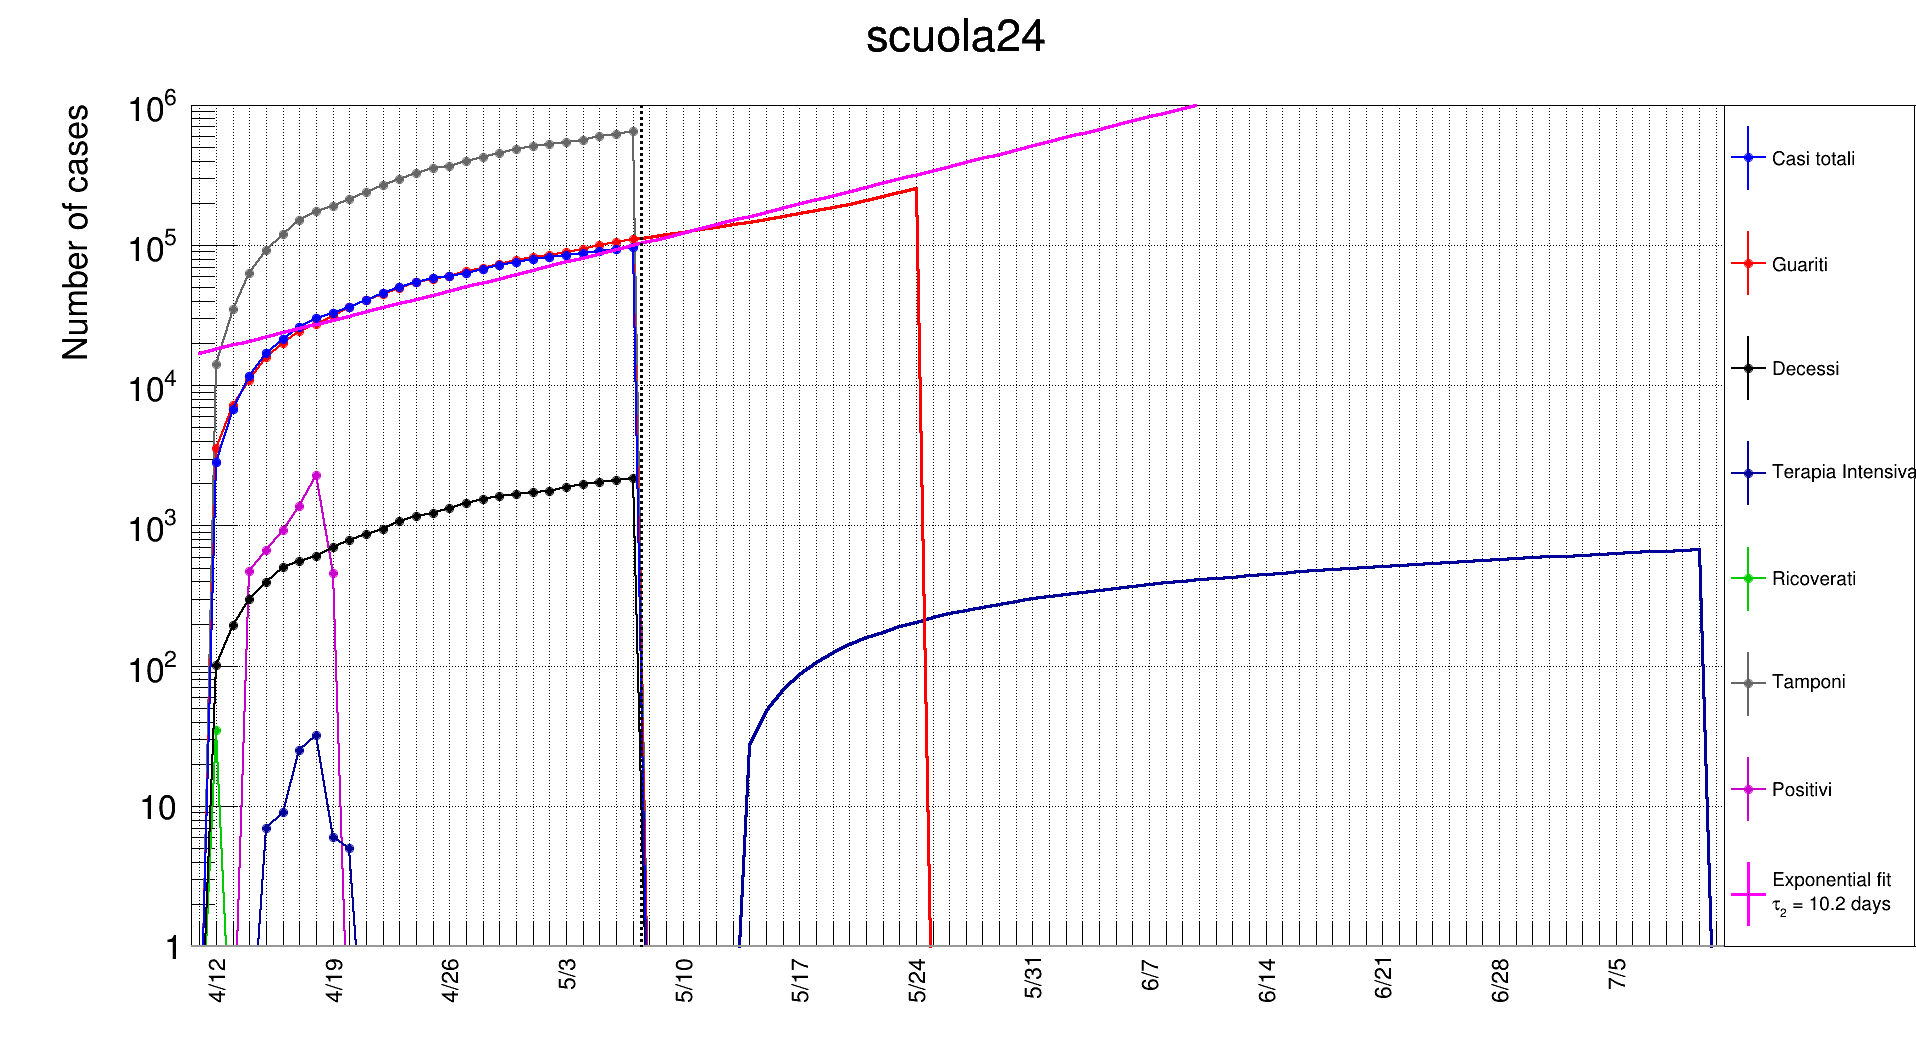 scuola24
Number of cases
10^6
10^5
10^4
10^3
10^2
10
1
4/12
4/19
4/26
5/3
5/10
5/17
5/24
5/31
6/7
6/14
6/21
6/28
7/5
Casi totali
Guariti
Decessi
Terapia Intensiva
Ricoverati
Tamponi
Positivi
Exponential fit
τ_2 = 10.2 days